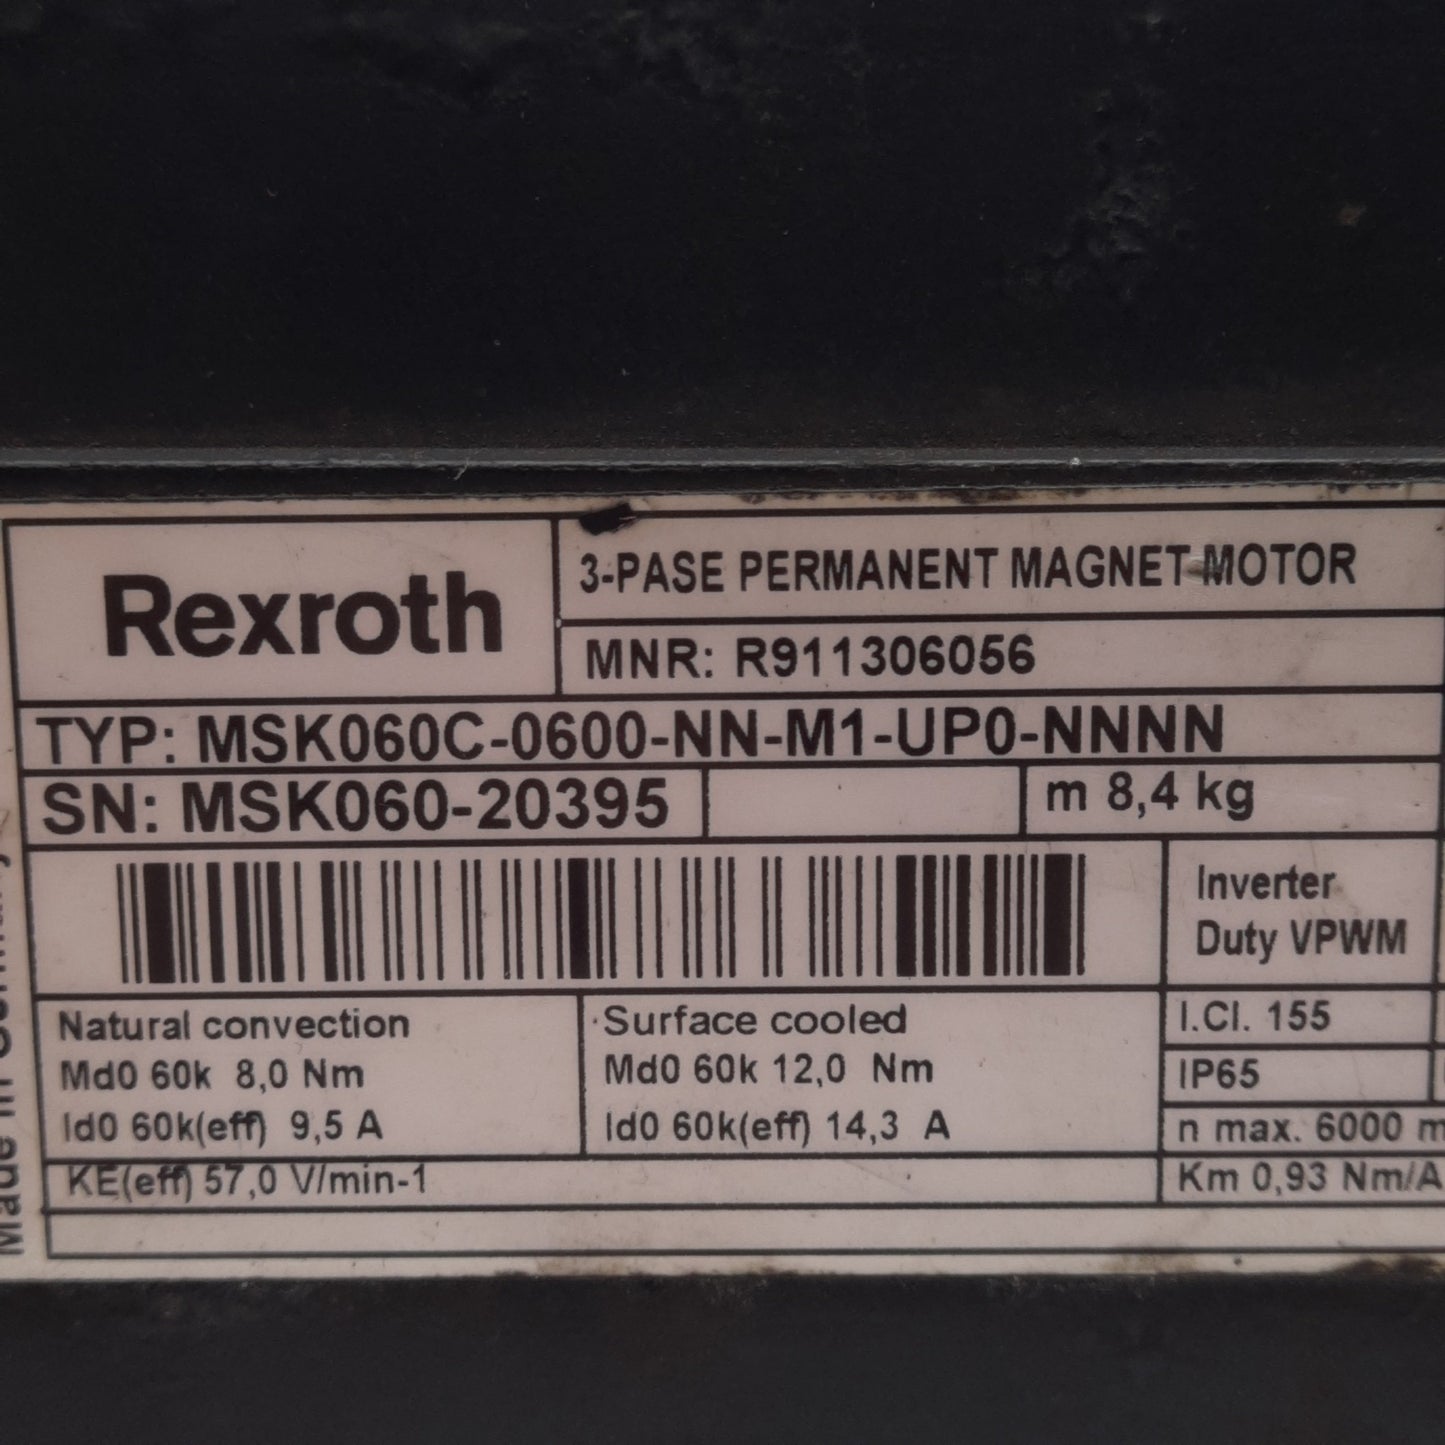 Rexroth
3-PASE PERMANENT MAGNET MOTOR
MNR: R911306056
TYP: MSK060C-0600-NN-M1-UP0-NNNN
SN: MSK060-20395
m 8,4 kg
Inverter
Duty VPWM
Natural convection
Md0 60k 8,0 Nm
Id0 60k(eff) 9,5 A
Surface cooled
Md0 60k 12,0 Nm
Id0 60k(eff) 14,3 A
I.Cl. 155
IP65
n max. 6000 m
KE(eff) 57,0 V/min-1
Km 0,93 Nm/A
Made in Germany